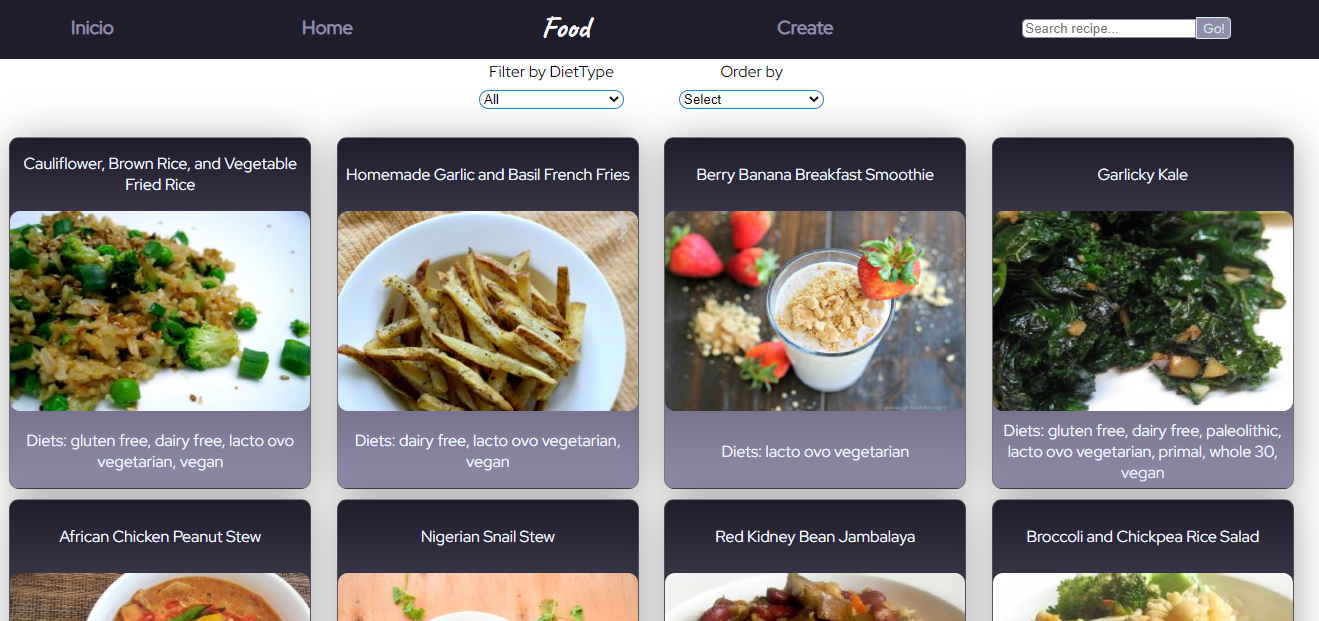 Inicio
Home
Food
Create
Search recipe...
Go!
Filter by DietType
Order by
All
Select
Cauliflower, Brown Rice, and Vegetable
Fried Rice
Homemade Garlic and Basil French Fries
Berry Banana Breakfast Smoothie
Garlicky Kale
Diets: gluten free, dairy free, lacto ovo
vegetarian, vegan
Diets: dairy free, lacto ovo vegetarian,
vegan
Diets: lacto ovo vegetarian
Diets: gluten free, dairy free, paleolithic,
lacto ovo vegetarian, primal, whole 30,
vegan
African Chicken Peanut Stew
Nigerian Snail Stew
Red Kidney Bean Jambalaya
Broccoli and Chickpea Rice Salad